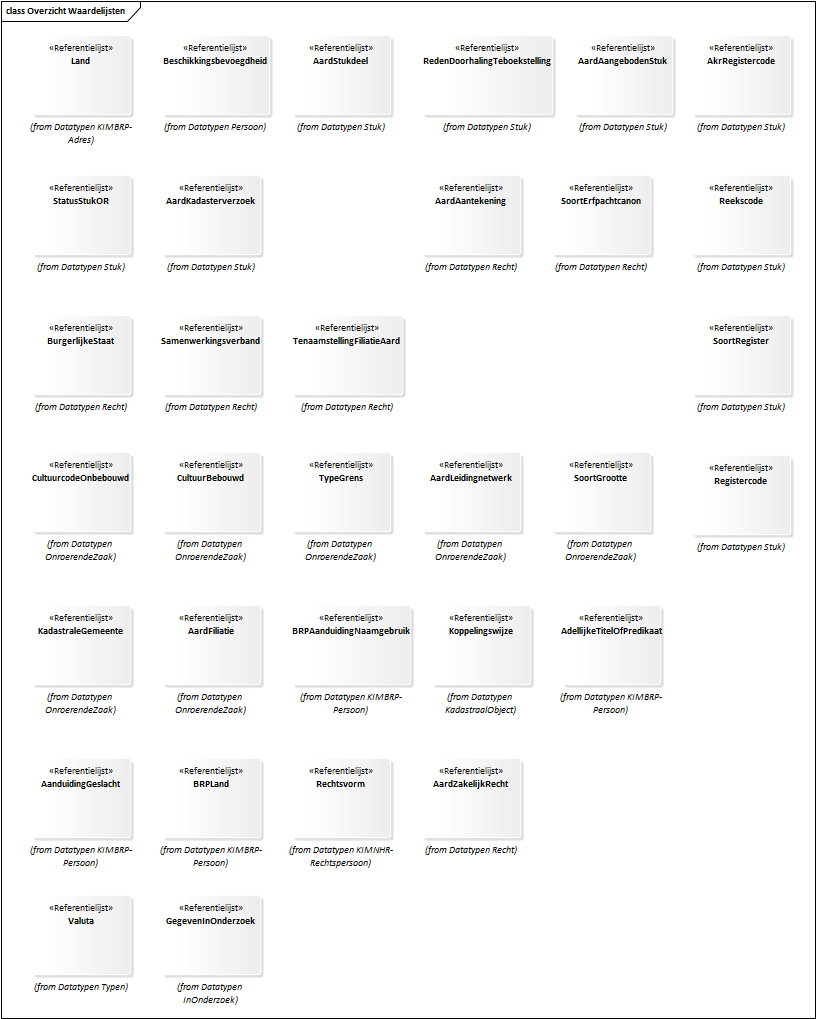 class Overzicht Waardelijsten
«Referentielijst»
Land
(from Datatypen KIMBRP-
Adres)
«Referentielijst»
Beschikkingsbevoegdheid
(from Datatypen Persoon)
«Referentielijst»
AardStukdeel
(from Datatypen Stuk)
«Referentielijst»
RedenDoorhalingTeboekstelling
(from Datatypen Stuk)
«Referentielijst»
AardAangebodenStuk
(from Datatypen Stuk)
«Referentielijst»
AkrRegistercode
(from Datatypen Stuk)
«Referentielijst»
StatusStukOR
(from Datatypen Stuk)
«Referentielijst»
AardKadasterverzoek
(from Datatypen Stuk)
«Referentielijst»
AardAantekening
(from Datatypen Recht)
«Referentielijst»
SoortErfpachtcanon
(from Datatypen Recht)
«Referentielijst»
Reekscode
(from Datatypen Stuk)
«Referentielijst»
BurgerlijkeStaat
(from Datatypen Recht)
«Referentielijst»
Samenwerkingsverband
(from Datatypen Recht)
«Referentielijst»
TenaamstellingFiliatieAard
(from Datatypen Recht)
«Referentielijst»
SoortRegister
(from Datatypen Stuk)
«Referentielijst»
CultuurcodeOnbebouwd
(from Datatypen
OnroerendeZaak)
«Referentielijst»
CultuurBebouwd
(from Datatypen
OnroerendeZaak)
«Referentielijst»
TypeGrens
(from Datatypen
OnroerendeZaak)
«Referentielijst»
AardLeidingnetwerk
(from Datatypen
OnroerendeZaak)
«Referentielijst»
SoortGrootte
(from Datatypen
OnroerendeZaak)
«Referentielijst»
Registercode
(from Datatypen Stuk)
«Referentielijst»
KadastraleGemeente
(from Datatypen
OnroerendeZaak)
«Referentielijst»
AardFiliatie
(from Datatypen
OnroerendeZaak)
«Referentielijst»
BRPAanduidingNaamgebruik
(from Datatypen KIMBRP-
Persoon)
«Referentielijst»
Koppelingswijze
(from Datatypen
KadastraalObject)
«Referentielijst»
AdellijkeTitelOfPredikaat
(from Datatypen KIMBRP-
Persoon)
«Referentielijst»
AanduidingGeslacht
(from Datatypen KIMBRP-
Persoon)
«Referentielijst»
BRPLand
(from Datatypen KIMBRP-
Persoon)
«Referentielijst»
Rechtsvorm
(from Datatypen KIMNHR-
Rechtspersoon)
«Referentielijst»
AardZakelijkRecht
(from Datatypen Recht)
«Referentielijst»
Valuta
(from Datatypen Typen)
«Referentielijst»
GegevenInOnderzoek
(from Datatypen
InOnderzoek)